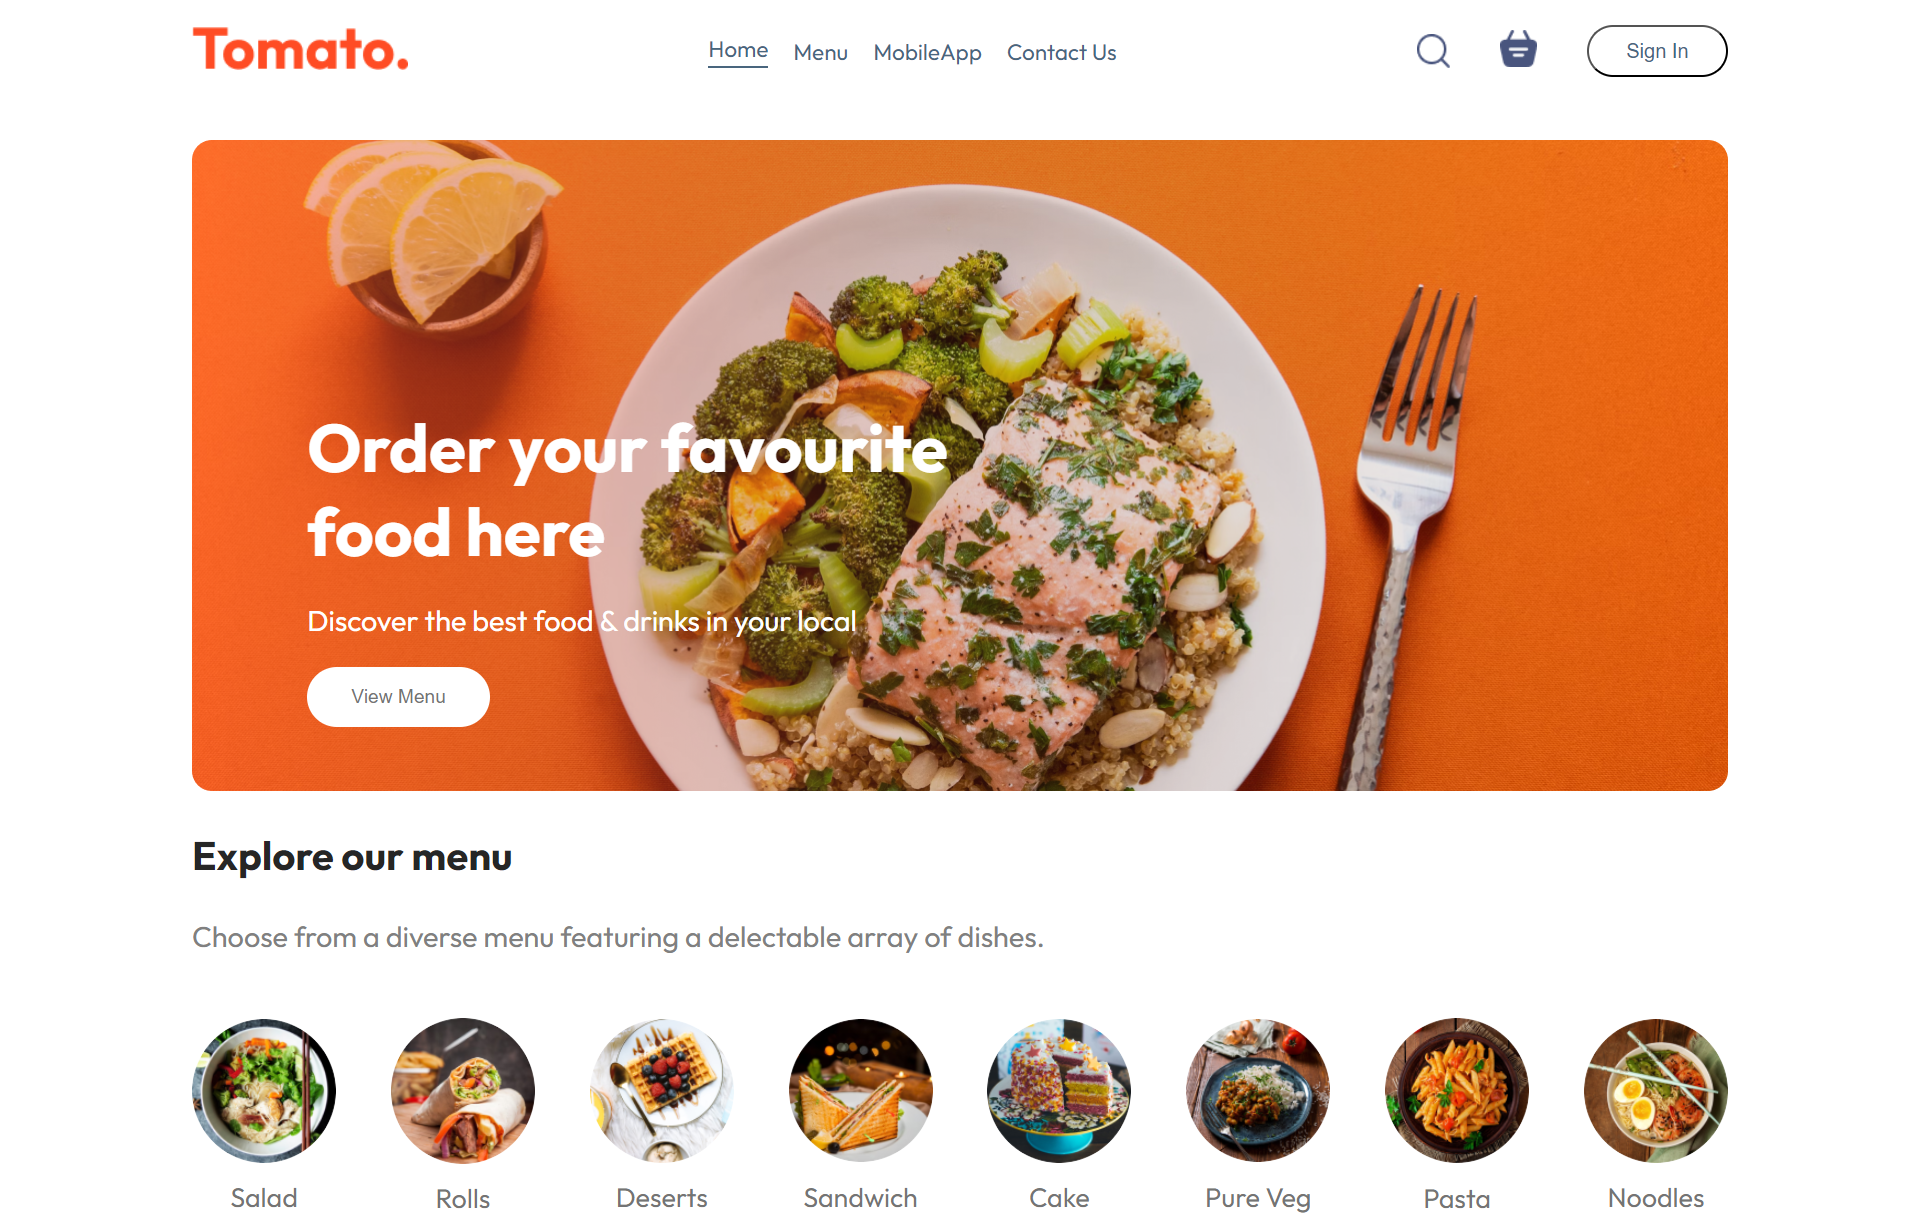 Tomato.
Home Menu MobileApp Contact Us
Sign In
Order your favourite
food here
Discover the best food & drinks in your local
View Menu
Explore our menu
Choose from a diverse menu featuring a delectable array of dishes.
Salad Rolls Deserts Sandwich Cake Pure Veg Pasta Noodles